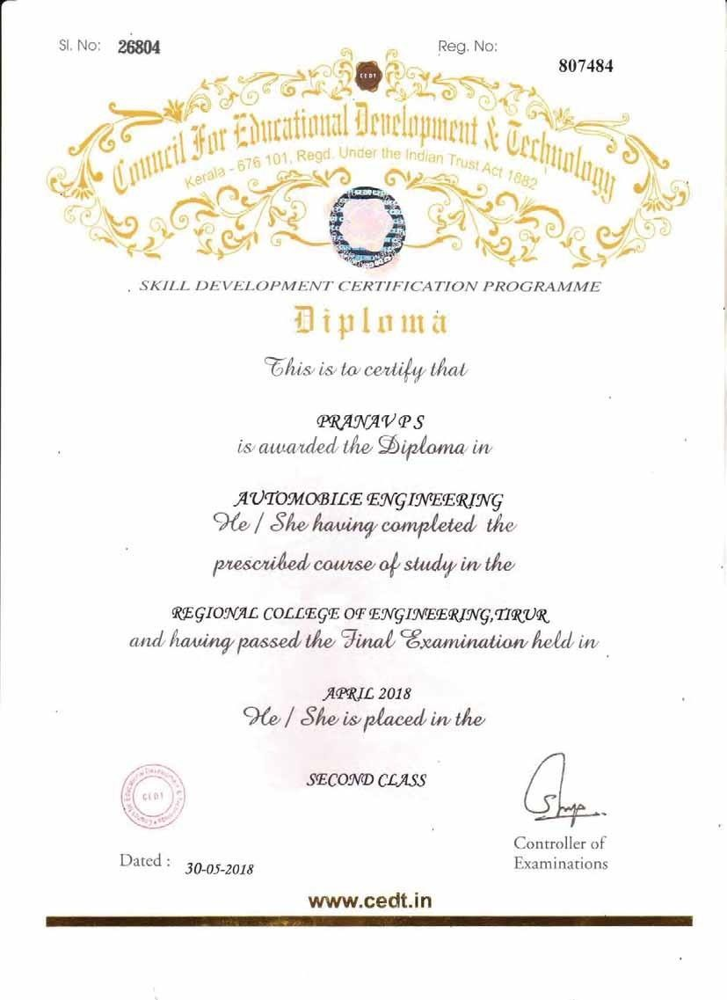 Sl. No: 26804
Reg. No: 807484
CEDT
Council For Educational Development & Technology
Kerala - 676 101, Regd. Under the Indian Trust Act 1882
SKILL DEVELOPMENT CERTIFICATION PROGRAMME
Diploma
This is to certify that
PRANAV P S
is awarded the Diploma in
AUTOMOBILE ENGINEERING
He / She having completed the
prescribed course of study in the
REGIONAL COLLEGE OF ENGINEERING,TIRUR
and having passed the Final Examination held in
APRIL 2018
He / She is placed in the
SECOND CLASS
CEDT
Controller of
Examinations
Dated : 30-05-2018
www.cedt.in